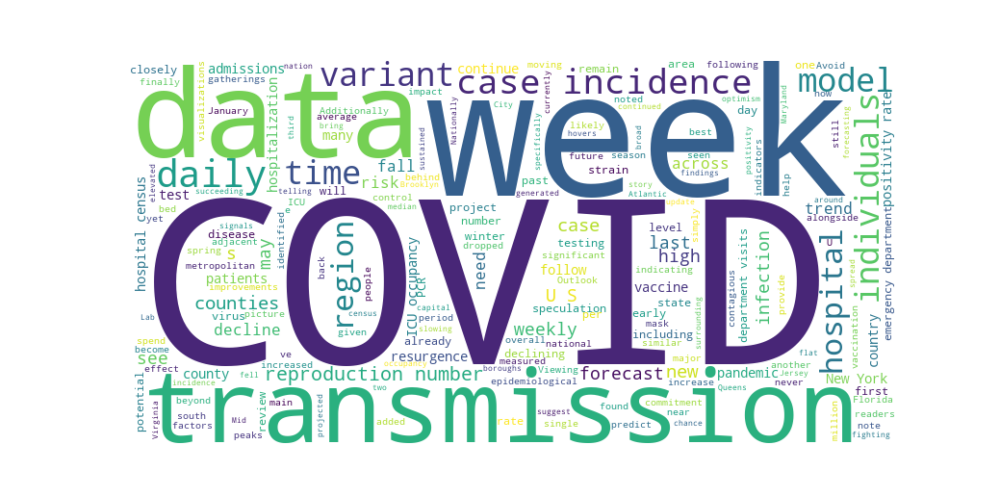 closely
admissions
finally
gatherings
nation
variant
continue
moving
area
following
one
Avoid
case incidence
remain
model
how
data
week
visualizations
January
impact
City
noted
day
optimism
Additionally
average
third
many
bring
hospitalization
sustained
Nationally
currently
specifically
likely
hovers
continued
future
season
broad
best
seen
across
positivity
indicators
Maryland
still
forecasting
individuals
positivity rate
daily
time
fall
risk
behind
Brooklyn
past
strain
story
findings
help
around
alongside
trend
elevated
succeeding
telling
ICU
test
will
control
median
generated
Atlantic
yet
bed
hospital census
COVID
signals
disease
adjacent
spring
s
metropolitan
patients
improvements
may
identified
e
region
back
people
ICU occupancy
PCR
project
number
winter
dropped
need
testing
significant
case
level
last
high
update
simply
indicating
follow
Outlook
U S
vaccine
speculation
per
state
early
contagious
department visits
infection
provide
hospital
vaccination
spread
country
emergency department
counties
virus
picture
decline
given
period
census
capital
slowing
already
resurgence
weekly
declining
overall
measured
national
mask
including
similar
surrounding
Lab
become
spend
effect
see
ve
increased
occupancy
boroughs
Viewing
epidemiological
forecast
new
major
increase
two
pandemic
flat
another
Jersey
never
New York
Florida
first
readers
note
fighting
potential
county
fell
reproduction number
incidence
transmission
beyond
south
factors
Virginia
Mid
main
peaks
review
projected
two
added
rate
suggest
found
single
commitment
near
predict
chance
Queens
million